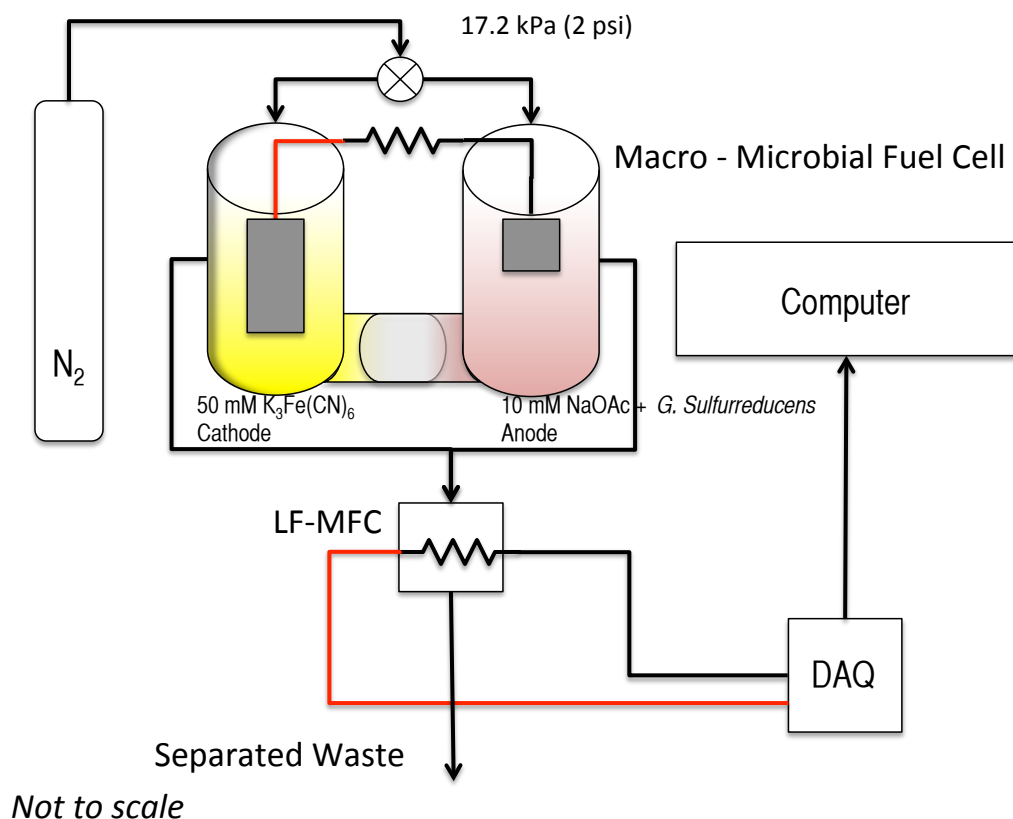 17.2 kPa (2 psi)
Macro - Microbial Fuel Cell
Computer
N₂
50 mM K₃Fe(CN)₆
Cathode
10 mM NaOAc + G. Sulfurreducens
Anode
LF-MFC
DAQ
Separated Waste
Not to scale